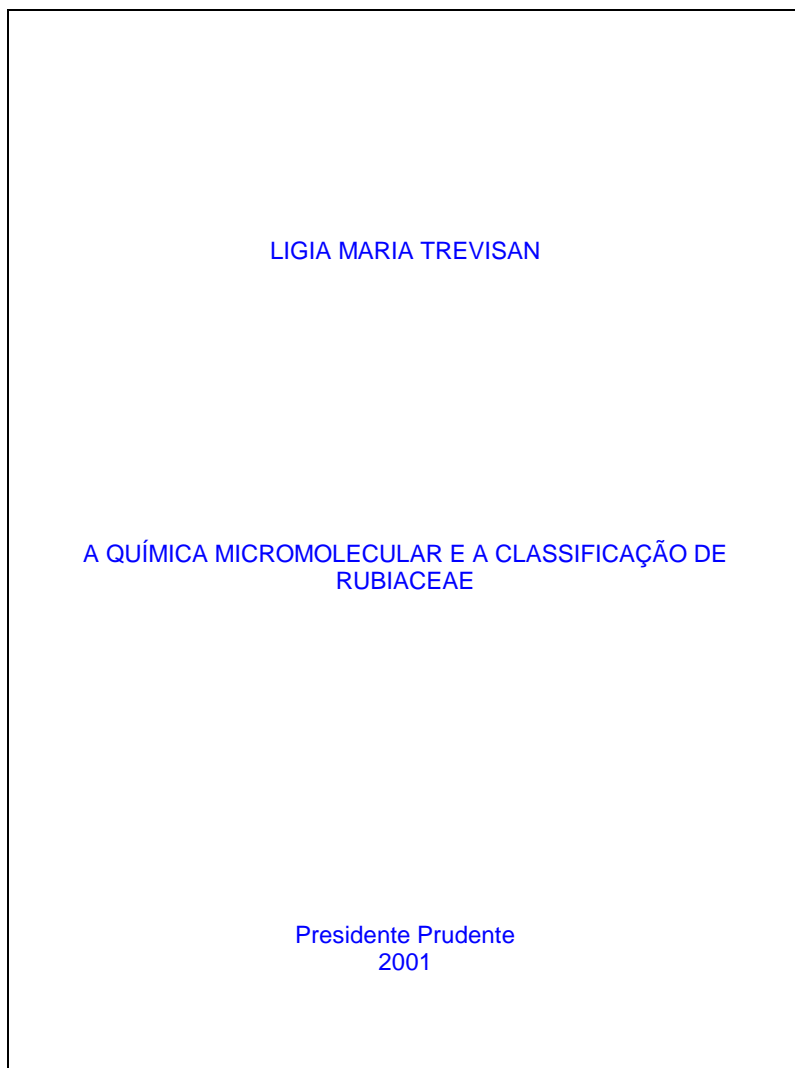 LIGIA MARIA TREVISAN
A QUÍMICA MICROMOLECULAR E A CLASSIFICAÇÃO DE
RUBIACEAE
Presidente Prudente
2001